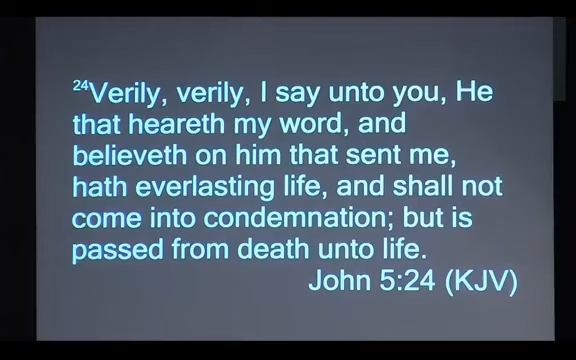 24Verily, verily, I say unto you, He
that heareth my word, and
believeth on him that sent me,
hath everlasting life, and shall not
come into condemnation; but is
passed from death unto life.
John 5:24 (KJV)